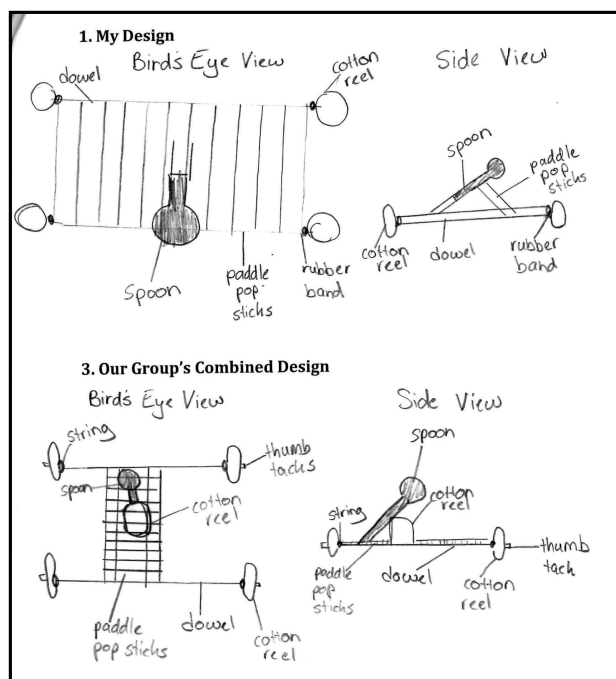 1. My Design
Bird's Eye View
Side View
dowel
cotton
reel
spoon
paddle
pop
sticks
spoon
paddle
pop
sticks
rubber
band
cotton
reel
dowel
rubber
band
3. Our Group's Combined Design
Bird's Eye View
Side View
string
thumb
tacks
spoon
cotton
reel
paddle
pop sticks
dowel
cotton
reel
spoon
cotton
reel
string
paddle
pop
sticks
dowel
thumb
tack
cotton
reel